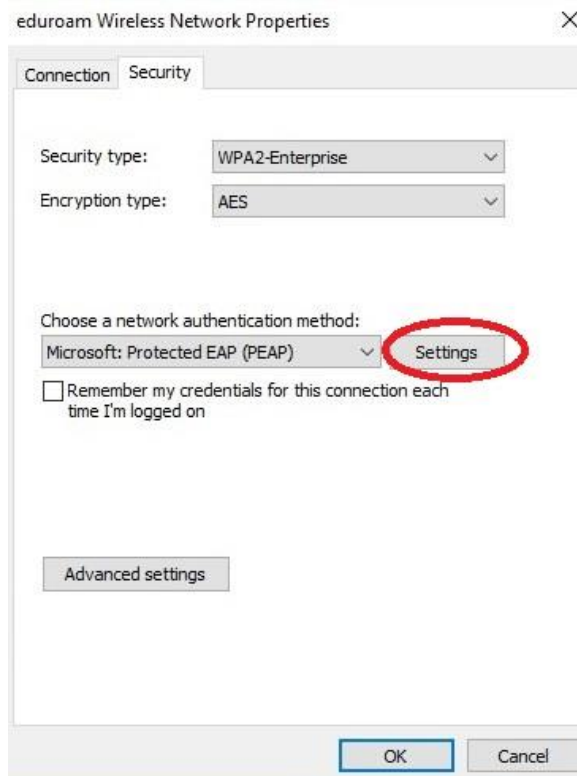 eduroam Wireless Network Properties
Connection Security
Security type: WPA2-Enterprise
Encryption type: AES
Choose a network authentication method:
Microsoft: Protected EAP (PEAP) Settings
Remember my credentials for this connection each
time I'm logged on
Advanced settings
OK Cancel